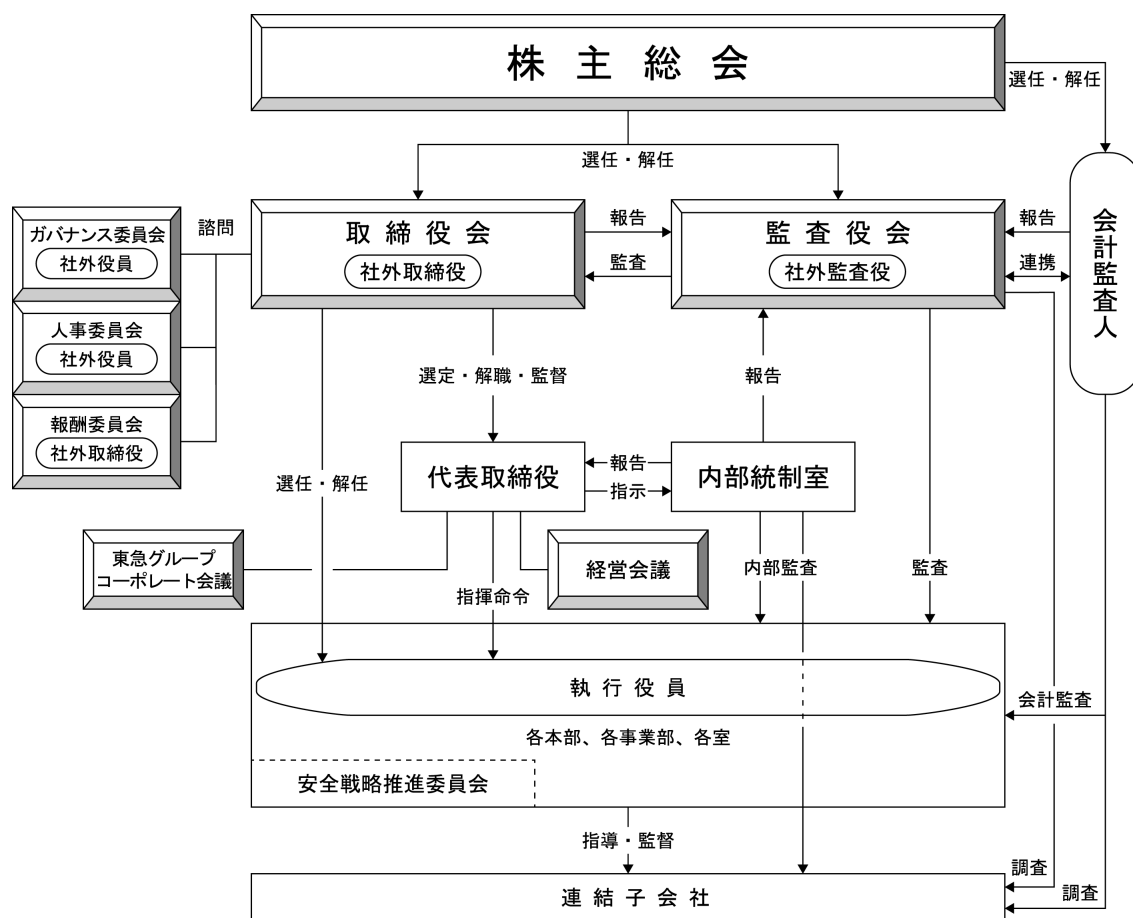 株主総会
選任・解任
選任・解任
ガバナンス委員会
社外役員
人事委員会
社外役員
報酬委員会
社外取締役
諮問
取締役会
社外取締役
報告
監査
監査役会
社外監査役
報告
連携
会計監査人
選定・解職・監督
報告
選任・解任
代表取締役
報告
指示
内部統制室
東急グループ
コーポレート会議
経営会議
指揮命令
内部監査
監査
執行役員
各本部、各事業部、各室
安全戦略推進委員会
会計監査
指導・監督
調査
調査
連結子会社